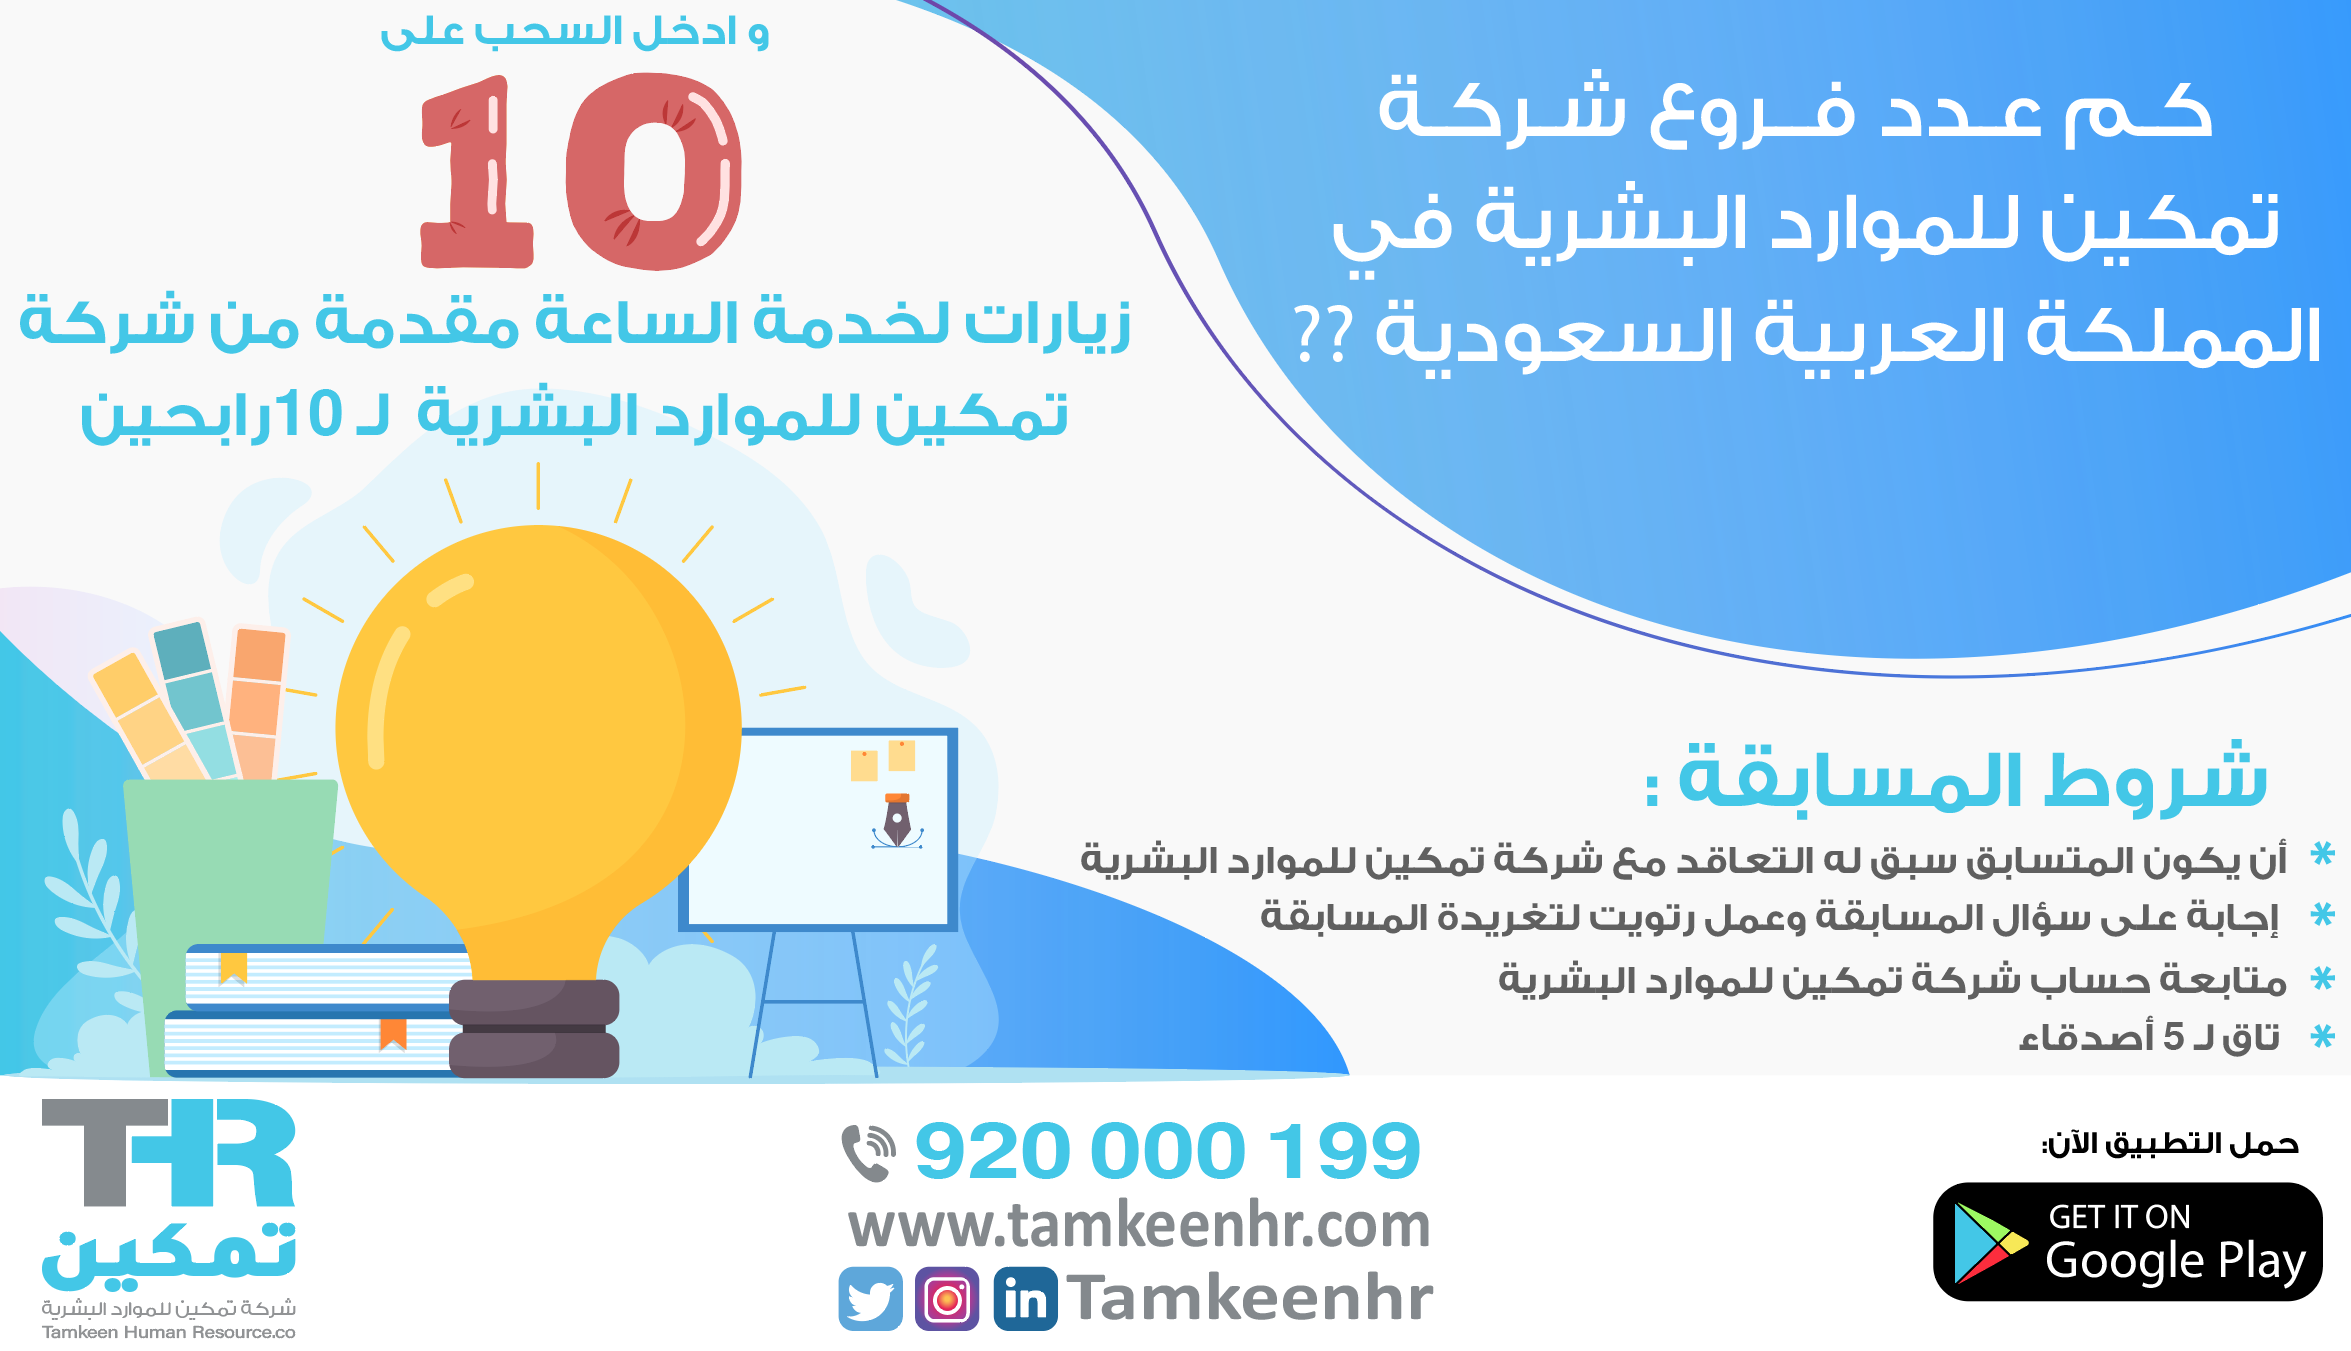 كم عدد فروع شركة
تمكين للموارد البشرية في
المملكة العربية السعودية ??
و ادخل السحب على
10
زيارات لخدمة الساعة مقدمة من شركة
تمكين للموارد البشرية لـ 10رابحين
شروط المسابقة :
* أن يكون المتسابق سبق له التعاقد مع شركة تمكين للموارد البشرية
* إجابة على سؤال المسابقة وعمل رتويت لتغريدة المسابقة
* متابعة حساب شركة تمكين للموارد البشرية
* تاق لـ 5 أصدقاء
حمل التطبيق الآن:
GET IT ON
Google Play
920 000 199
www.tamkeenhr.com
in Tamkeenhr
THR
تمكين
شركة تمكين للموارد البشرية
Tamkeen Human Resource.co